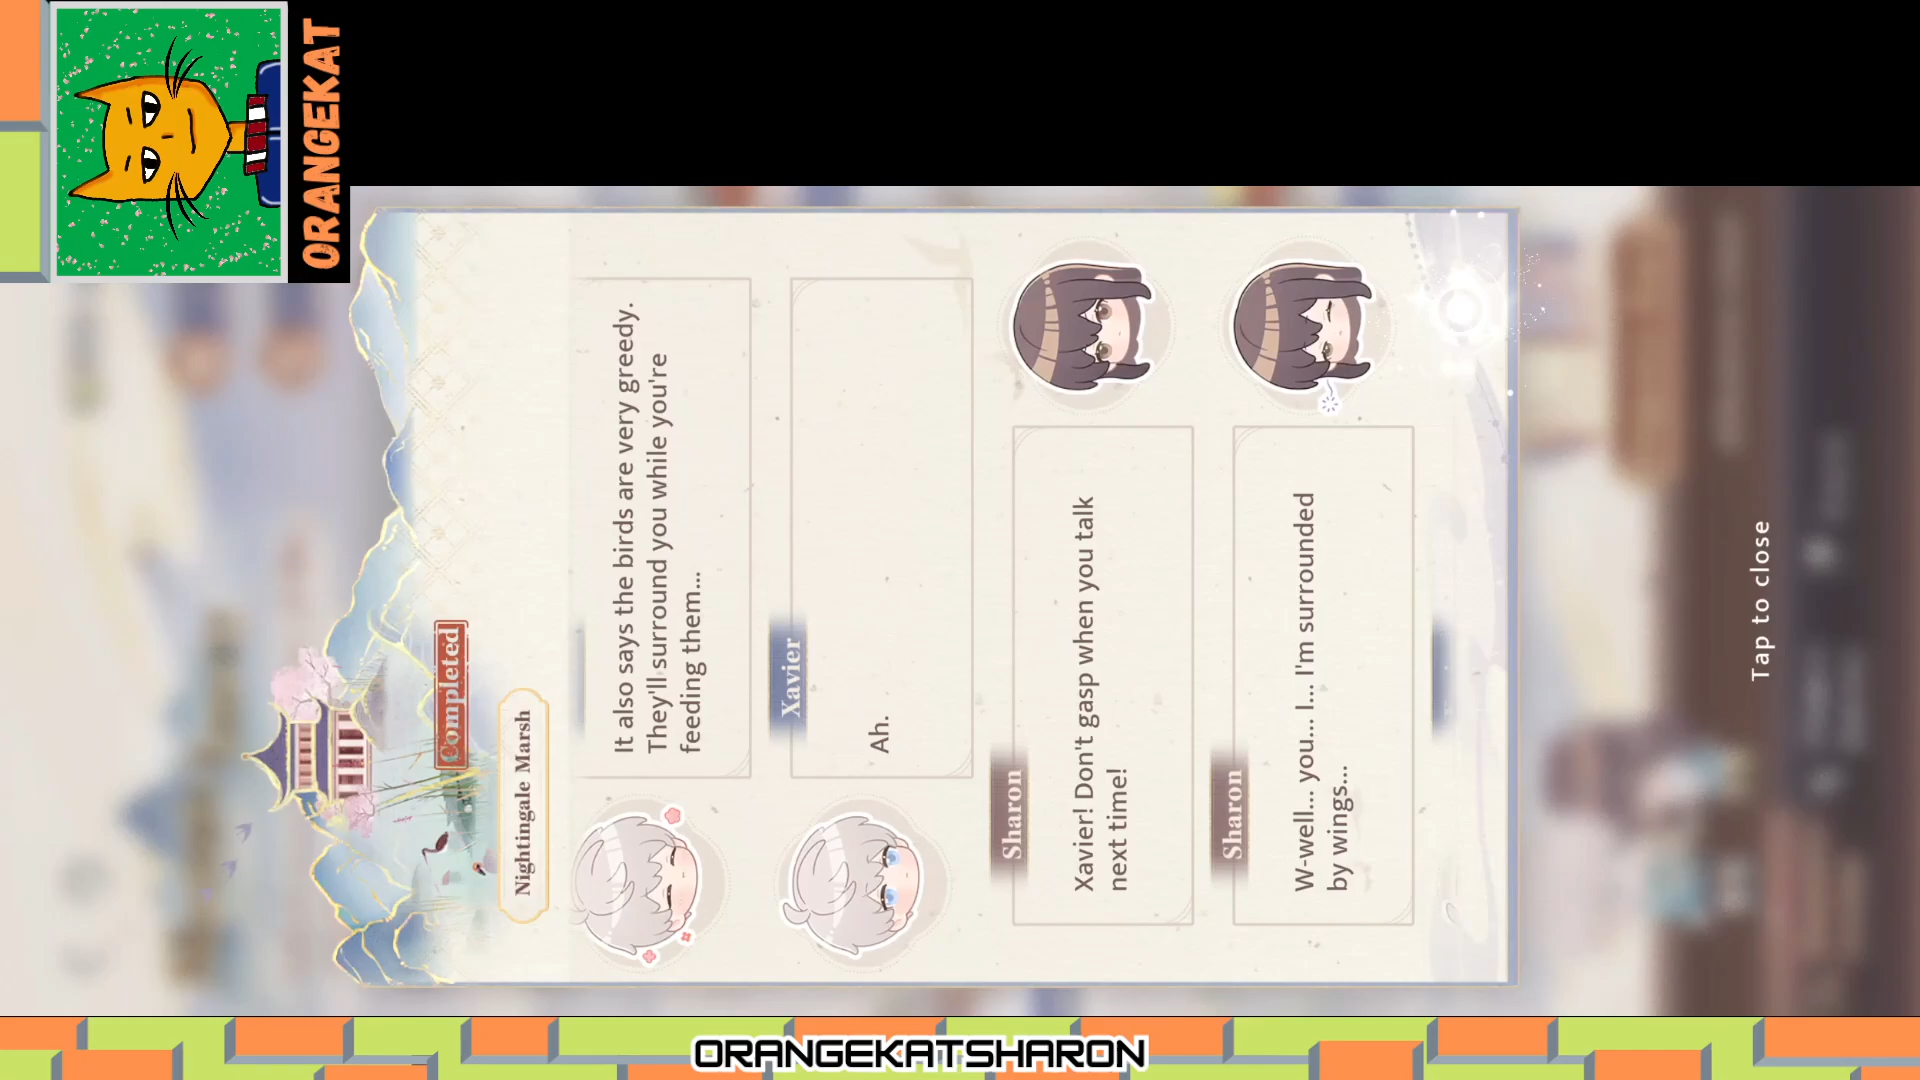 ORANGEKAT
Completed
Nightingale Marsh
It also says the birds are very greedy.
They'll surround you while you're
feeding them...
Xavier
Ah.
Sharon
Xavier! Don't gasp when you talk
next time!
Sharon
W-well... you... I... I'm surrounded
by wings...
Tap to close
ORANGEKATSHARON